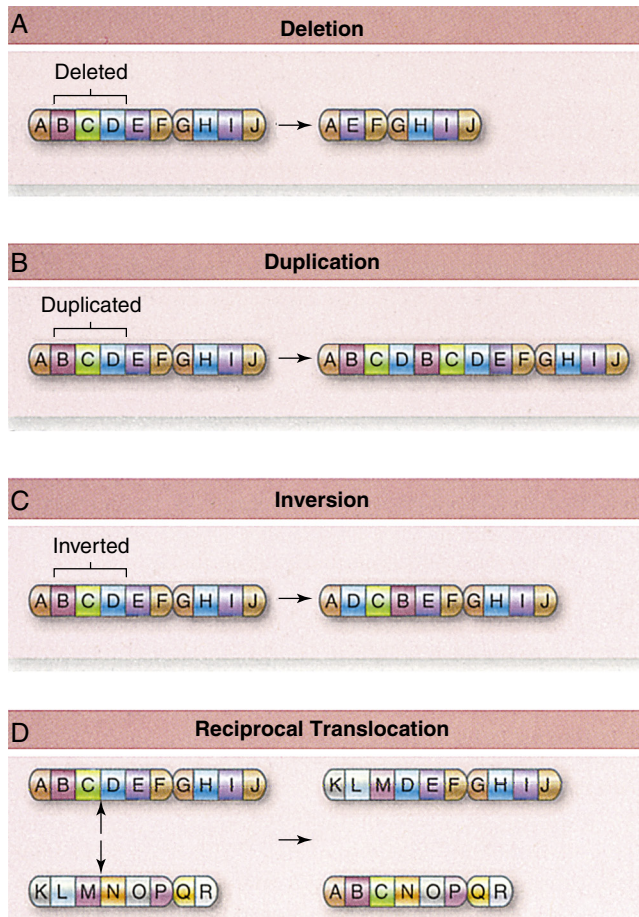 A
Deletion
Deleted
A B C D E F G H I J
A E F G H I J
B
Duplication
Duplicated
A B C D E F G H I J
A B C D B C D E F G H I J
C
Inversion
Inverted
A B C D E F G H I J
A D C B E F G H I J
D
Reciprocal Translocation
A B C D E F G H I J
K L M D E F G H I J
K L M N O P Q R
A B C N O P Q R